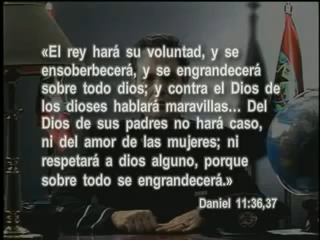 «El rey hará su voluntad, y se
ensoberbecerá, y se engrandecerá
sobre todo dios; y contra el Dios de
los dioses hablará maravillas... Del
Dios de sus padres no hará caso,
ni del amor de las mujeres; ni
respetará a dios alguno, porque
sobre todo se engrandecerá.»
Daniel 11:36,37